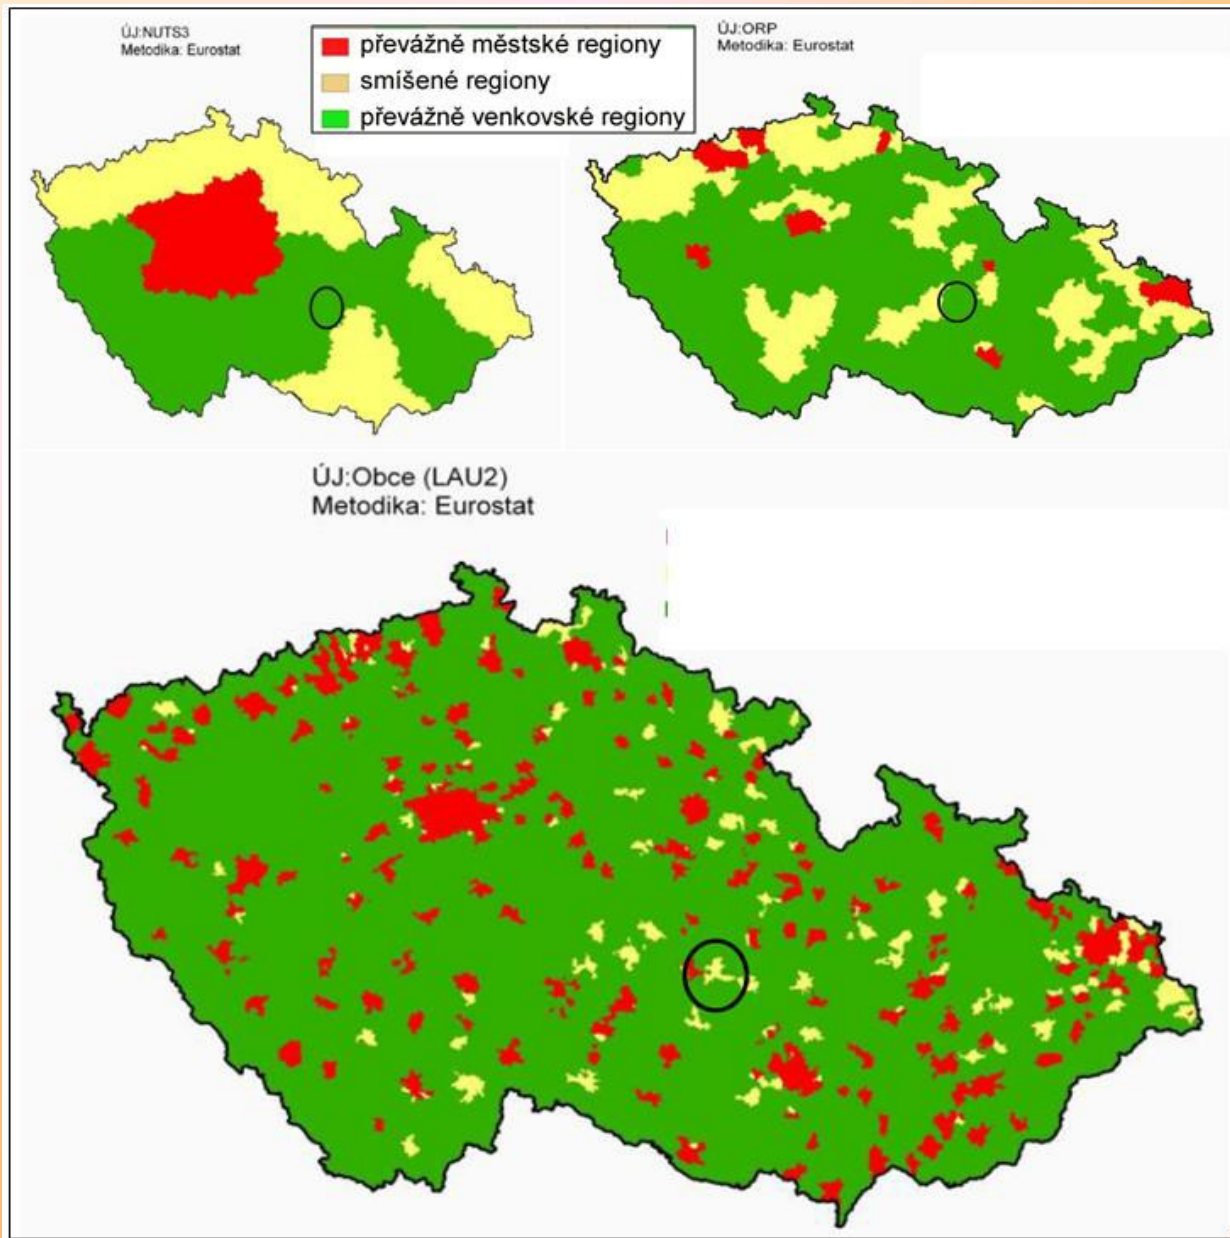 ÚJ:NUTS3
Metodika: Eurostat
převážně městské regiony
smíšené regiony
převážně venkovské regiony
ÚJ:ORP
Metodika: Eurostat
ÚJ:Obce (LAU2)
Metodika: Eurostat